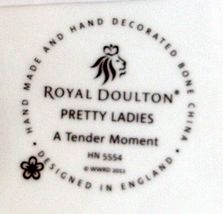 HAND MADE AND HAND DECORATED BONE CHINA
ROYAL DOULTON®
PRETTY LADIES
A Tender Moment
HN 5554
© WWRD 2011
• DESIGNED IN ENGLAND •